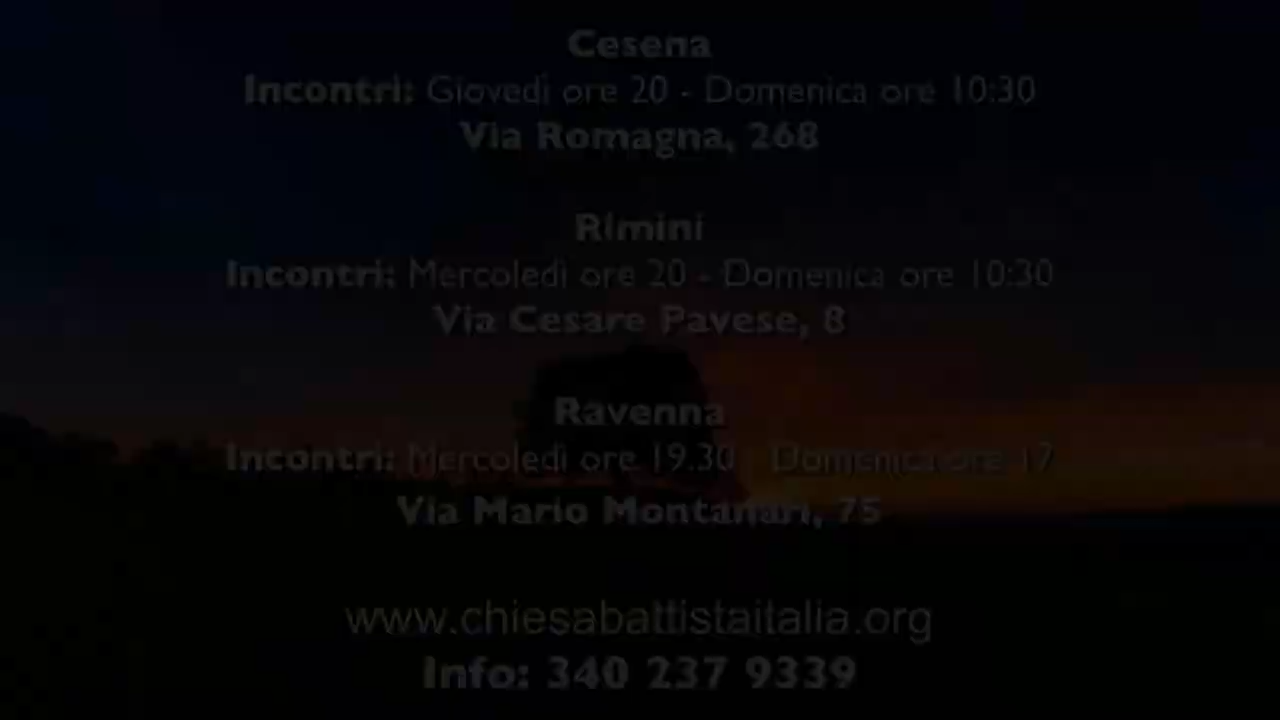 Cesena
Incontri: Giovedì ore 20 - Domenica ore 10:30
Via Romagna, 268
Rimini
Incontri: Mercoledì ore 20 - Domenica ore 10:30
Via Cesare Pavese, 8
Ravenna
Incontri: Mercoledì ore 19.30 - Domenica ore 17
Via Mario Montanari, 75
www.chiesabattistaitalia.org
Info: 340 237 9339